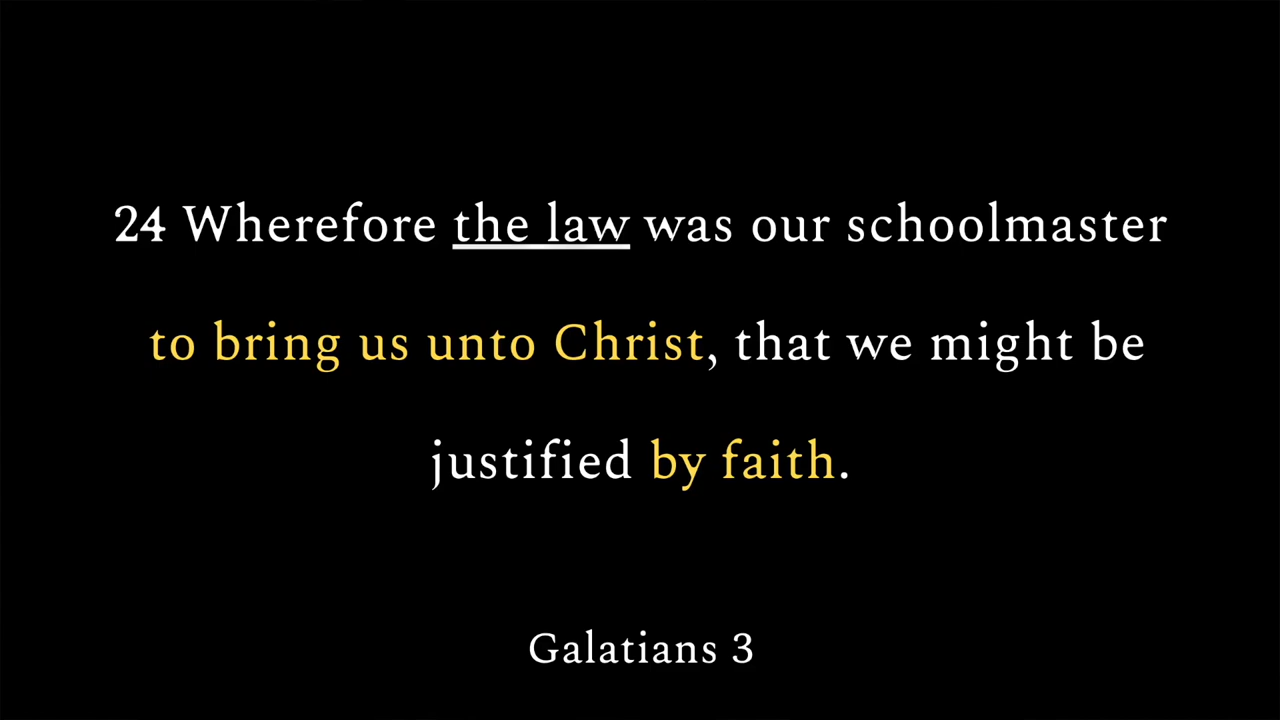 24 Wherefore the law was our schoolmaster
to bring us unto Christ, that we might be
justified by faith.
Galatians 3